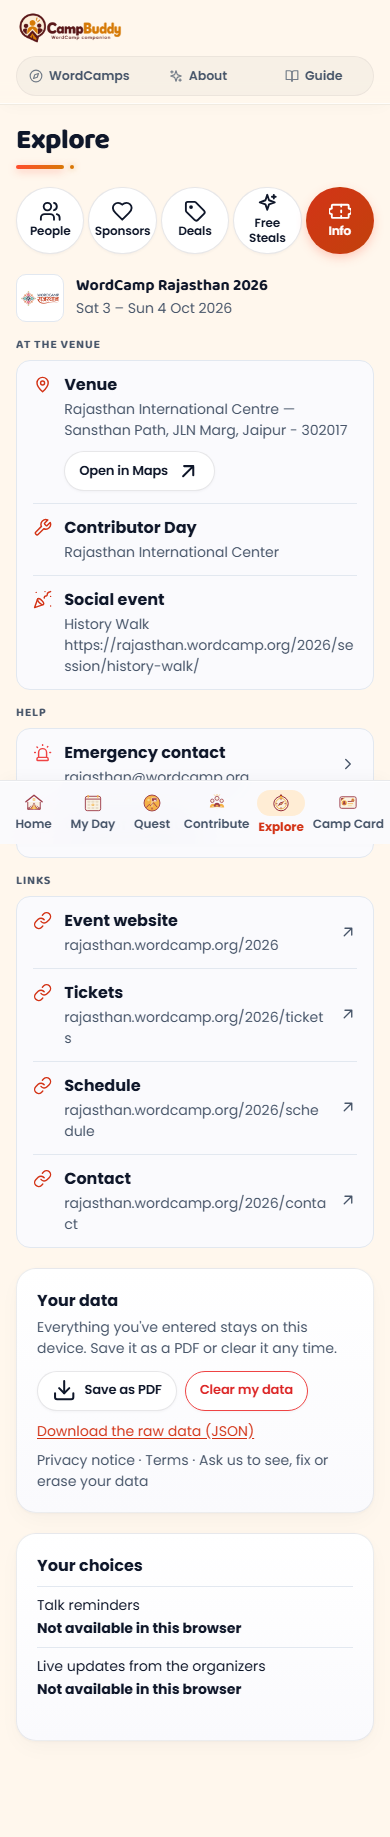 CampBuddy
WordCamp companion
WordCamps
About
Guide
Explore
People
Sponsors
Deals
Free
Steals
Info
WordCamp Rajasthan 2026
Sat 3 – Sun 4 Oct 2026
AT THE VENUE
Venue
Rajasthan International Centre —
Sansthan Path, JLN Marg, Jaipur - 302017
Open in Maps
Contributor Day
Rajasthan International Center
Social event
History Walk
https://rajasthan.wordcamp.org/2026/se
ssion/history-walk/
HELP
Emergency contact
rajasthan@wordcamp.org
Home
My Day
Quest
Contribute
Explore
Camp Card
LINKS
Event website
rajasthan.wordcamp.org/2026
Tickets
rajasthan.wordcamp.org/2026/ticket
s
Schedule
rajasthan.wordcamp.org/2026/sche
dule
Contact
rajasthan.wordcamp.org/2026/conta
ct
Your data
Everything you've entered stays on this
device. Save it as a PDF or clear it any time.
Save as PDF
Clear my data
Download the raw data (JSON)
Privacy notice · Terms · Ask us to see, fix or
erase your data
Your choices
Talk reminders
Not available in this browser
Live updates from the organizers
Not available in this browser